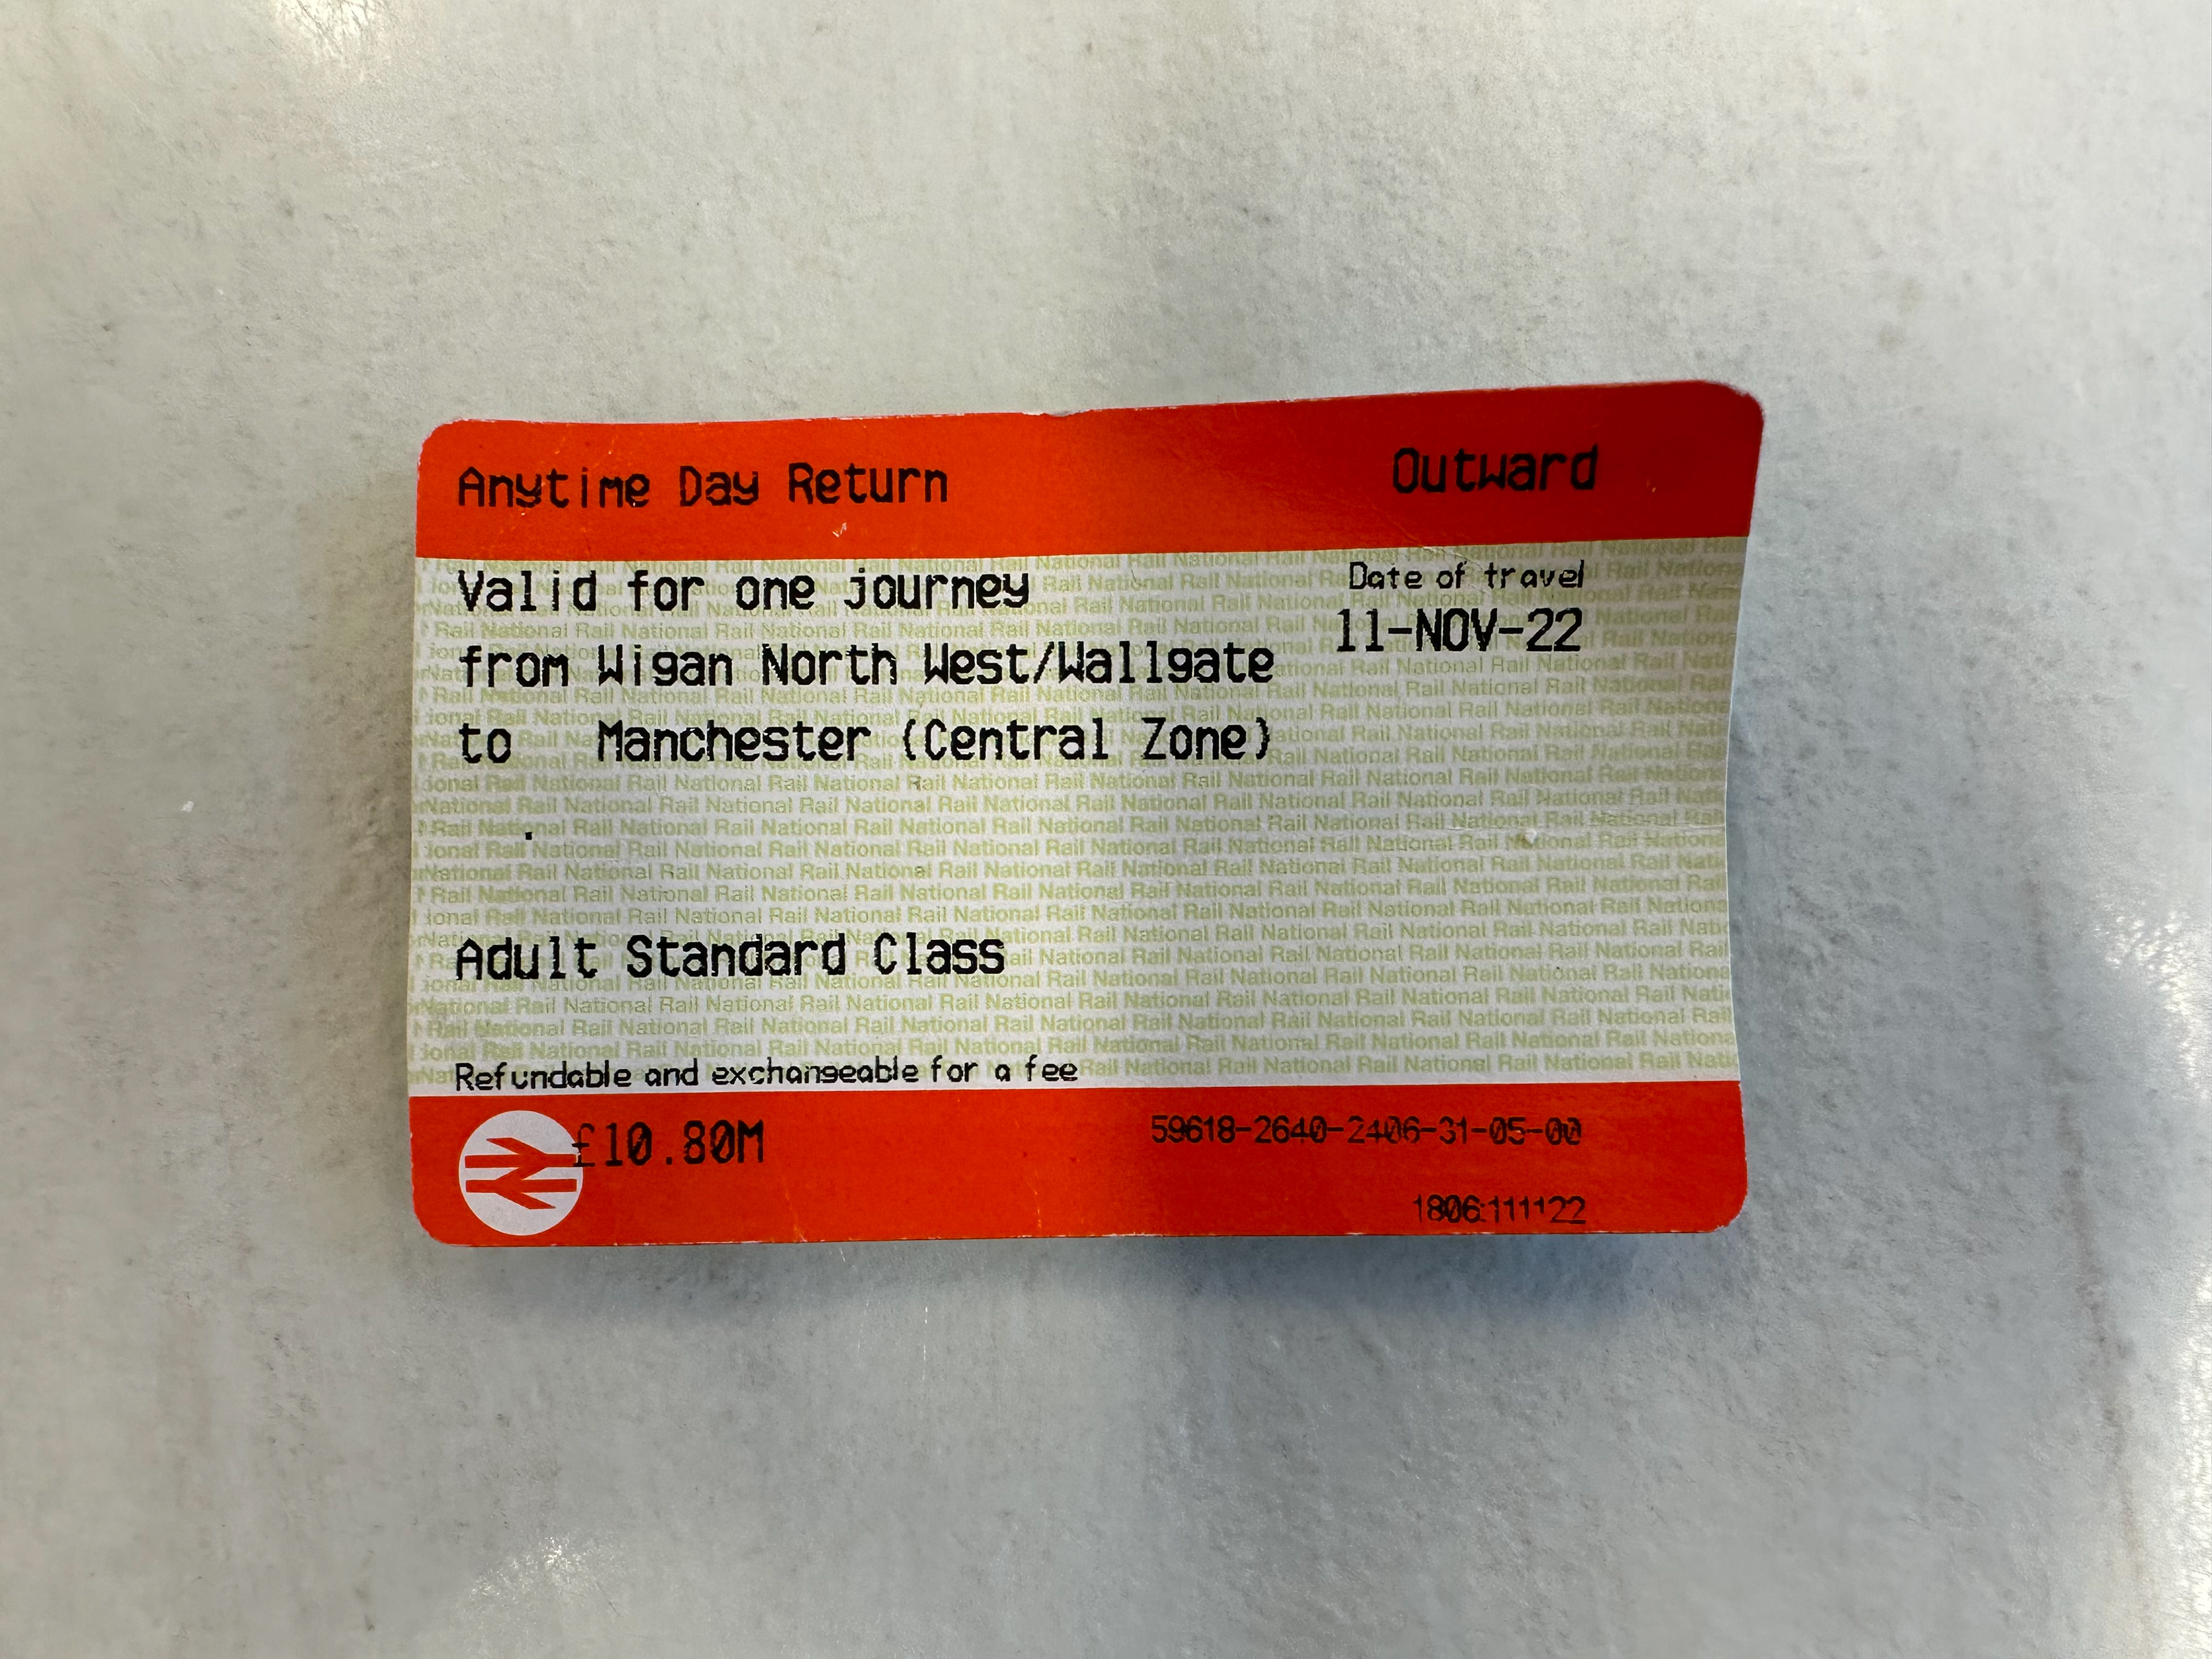 Anytime Day Return Outward
Valid for one journey Date of travel
11-NOV-22
from Wigan North West/Wallgate
to Manchester (Central Zone)
.
Adult Standard Class
Refundable and exchangeable for a fee
£10.80M 59618-2640-2406-31-05-00
1806111122